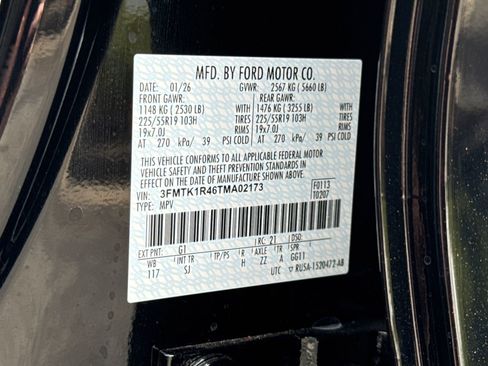 MFD. BY FORD MOTOR CO.
DATE: 01/26 GVWR: 2567 KG ( 5660 LB)
FRONT GAWR: REAR GAWR:
1148 KG ( 2530 LB) 1476 KG ( 3255 LB) WITH
225/55R19 103H 225/55R19 103H TIRES
19x7.0J RIMS 19x7.0J RIMS
AT 270 kPa/ 39 PSI COLD AT 270 kPa/ 39 PSI COLD
THIS VEHICLE CONFORMS TO ALL APPLICABLE FEDERAL MOTOR
VEHICLE SAFETY AND THEFT PREVENTION STANDARDS IN
EFFECT ON THE DATE OF MANUFACTURE SHOWN ABOVE.
VIN: 3FMTK1R46TMA02173 F0113
TYPE: MPV T0207
EXT PNT: G1 RC: 21 DSO:
WB INT TR TP/PS R AXLE TR SPR
117 SJ H ZZ A GG11
UTC ▽ RU5A-1520472-AB